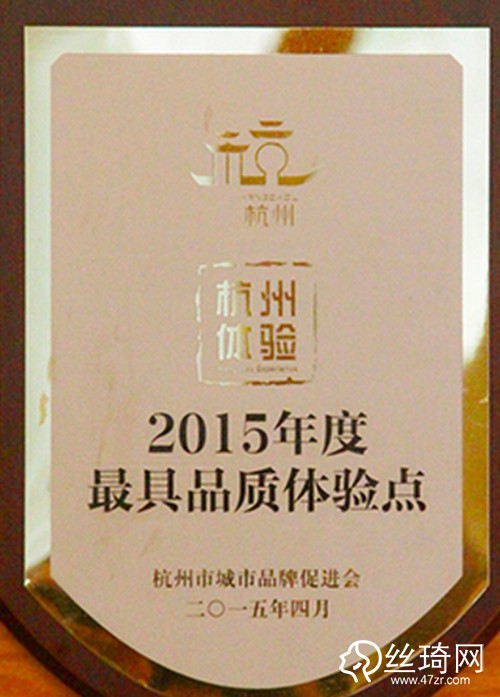 杭
杭州
杭州
体验
2015年度
最具品质体验点
杭州市城市品牌促进会
二〇一五年四月
丝琦网
www.47zr.com